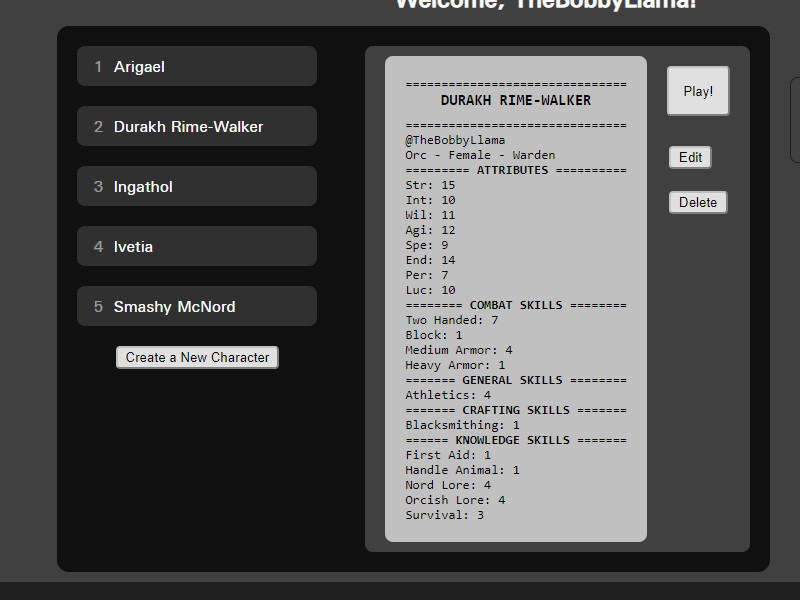 Welcome, TheBobbyLlama!
1 Arigael
2 Durakh Rime-Walker
3 Ingathol
4 Ivetia
5 Smashy McNord
Create a New Character
===============================
DURAKH RIME-WALKER
===============================
@TheBobbyLlama
Orc - Female - Warden
========= ATTRIBUTES ==========
Str: 15
Int: 10
Wil: 11
Agi: 12
Spe: 9
End: 14
Per: 7
Luc: 10
======== COMBAT SKILLS ========
Two Handed: 7
Block: 1
Medium Armor: 4
Heavy Armor: 1
======= GENERAL SKILLS ========
Athletics: 4
======= CRAFTING SKILLS =======
Blacksmithing: 1
====== KNOWLEDGE SKILLS =======
First Aid: 1
Handle Animal: 1
Nord Lore: 4
Orcish Lore: 4
Survival: 3
Play!
Edit
Delete